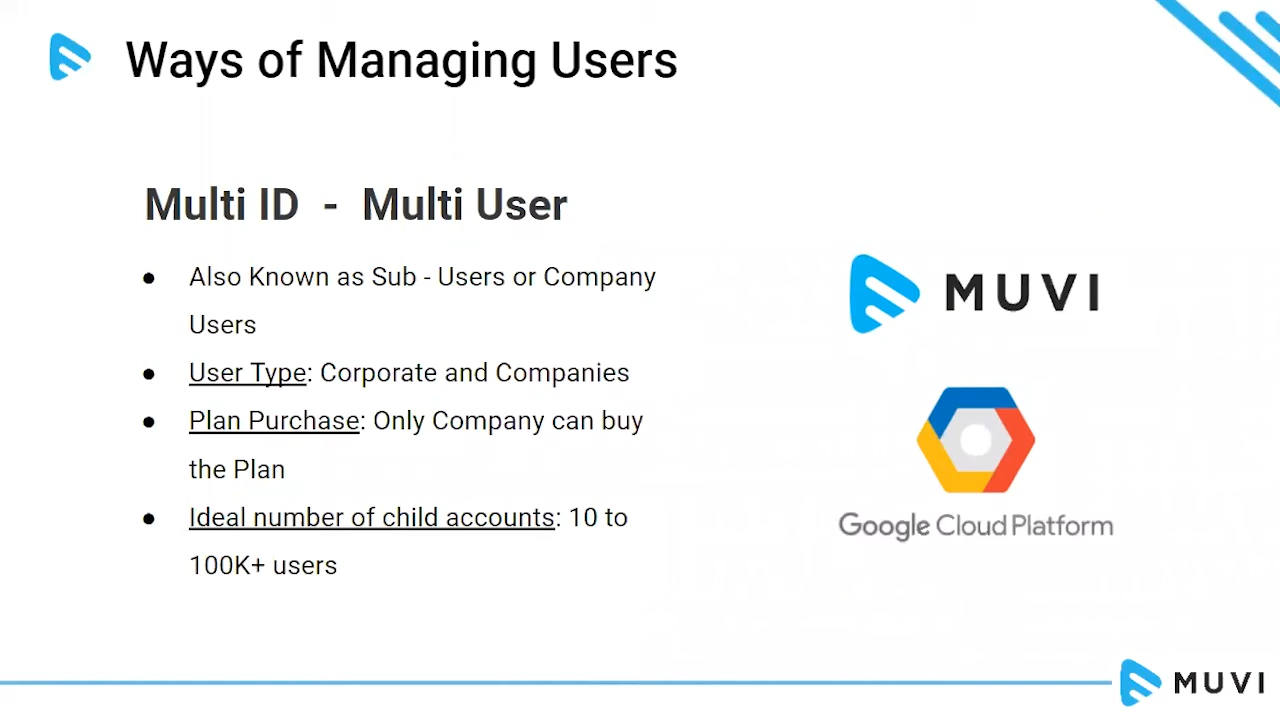 Ways of Managing Users
Multi ID - Multi User
● Also Known as Sub - Users or Company
Users
● User Type: Corporate and Companies
● Plan Purchase: Only Company can buy
the Plan
● Ideal number of child accounts: 10 to
100K+ users
MUVI
Google Cloud Platform
MUVI